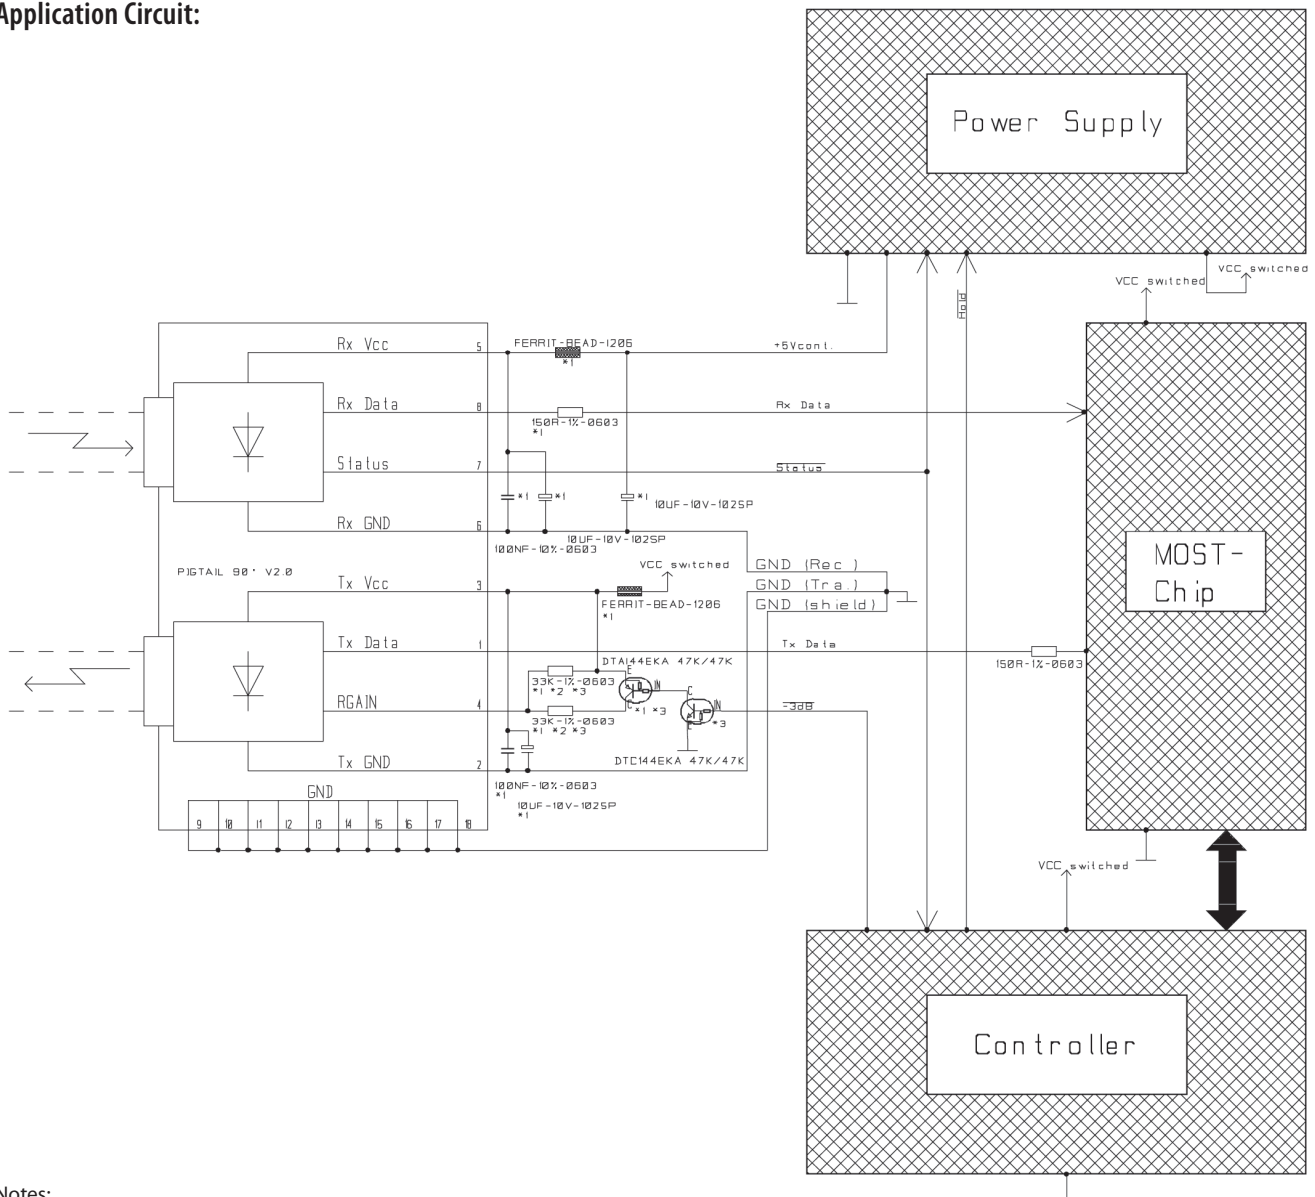 Application Circuit:
Power Supply
VCC switched
VCC switched
Hold
Rx Vcc 5
FERRIT-BEAD-1206
*1
+5Vcont.
Rx Data 8
150R-1%-0603
*1
Rx Data
Status 7
Status
*1 *1 *1
10UF-10V-1025P
Rx GND 6
10UF-10V-1025P
100NF-10%-0603
PIGTAIL 90° V2.0
VCC switched
GND (Rec.)
GND (Tra.)
GND (shield)
Tx Vcc 3
FERRIT-BEAD-1206
*1
MOST-
Chip
Tx Data 1
Tx Data
150R-1%-0603
DTA144EKA 47K/47K
E
IN
C
33K-1%-0603
*1 *2 *3
*1 *3
C
IN
E
*3
RGAIN 4
-3dB
33K-1%-0603
*1 *2 *3
DTC144EKA 47K/47K
Tx GND 2
100NF-10%-0603
*1
10UF-10V-1025P
*1
GND
9 10 11 12 13 14 15 16 17 18
VCC switched
Controller
Notes: